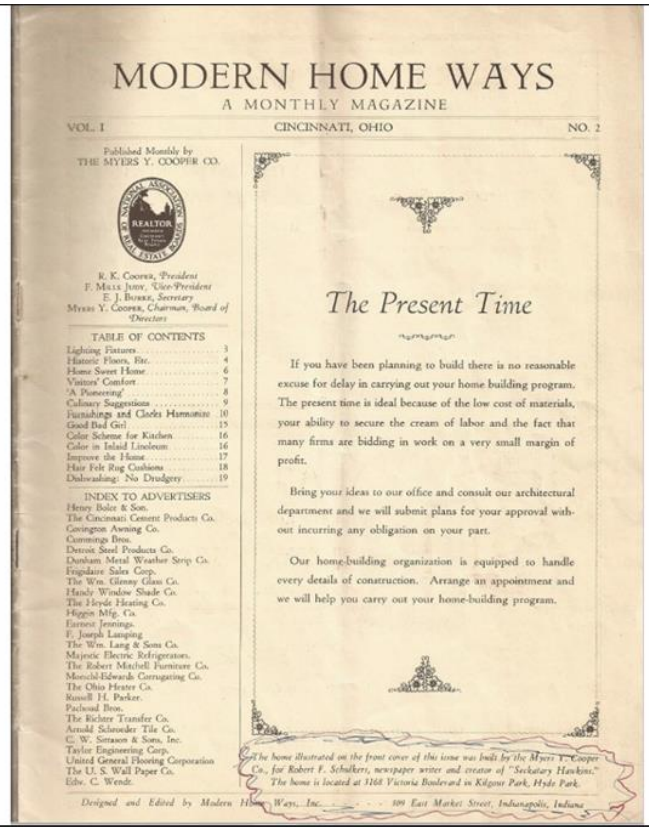 MODERN HOME WAYS
A MONTHLY MAGAZINE
VOL. I CINCINNATI, OHIO NO. 2
Published Monthly by
THE MYERS Y. COOPER CO.
NATIONAL ASSOCIATION
REALTOR
OF REAL ESTATE BOARDS
R. K. COOPER, President
F. MILLS JUDY, Vice-President
E. J. BURKE, Secretary
MYERS Y. COOPER, Chairman, Board of
Directors
TABLE OF CONTENTS
Lighting Fixtures 3
Historic Floors, Etc. 4
Home Sweet Home 6
Visitors' Comfort 7
'A Pioneering' 8
Culinary Suggestions 9
Furnishings and Clocks Harmonize 10
Good Bad Girl 15
Color Scheme for Kitchen 16
Color in Inlaid Linoleum 16
Improve the Home 17
Hair Felt Rug Cushions 18
Dishwashing: No Drudgery 19
INDEX TO ADVERTISERS
Henry Bolce & Son.
The Cincinnati Cement Products Co.
Covington Awning Co.
Cummings Bros.
Detroit Steel Products Co.
Dunham Metal Weather Strip Co.
Frigidaire Sales Corp.
The Wm. Glenny Glass Co.
Handy Window Shade Co.
The Heyde Heating Co.
Higgin Mfg. Co.
Earnest Jennings.
F. Joseph Lamping
The Wm. Lang & Sons Co.
Majestic Electric Refrigerators.
The Robert Mitchell Furniture Co.
Moeschl-Edwards Corrugating Co.
The Ohio Heater Co.
Russell H. Parker.
Pachoud Bros.
The Richter Transfer Co.
Arnold Schroeder Tile Co.
C. W. & Sons, Inc.
Taylor Engineering Corp.
United General Flooring Corporation
The U. S. Wall Paper Co.
Edw. C. Wendt.
The Present Time
If you have been planning to build there is no reasonable
excuse for delay in carrying out your home building program.
The present time is ideal because of the low cost of materials,
your ability to secure the cream of labor and the fact that
many firms are bidding in work on a very small margin of
profit.
Bring your ideas to our office and consult our architectural
department and we will submit plans for your approval with-
out incurring any obligation on your part.
Our home-building organization is equipped to handle
every details of construction. Arrange an appointment and
we will help you carry out your home-building program.
The home illustrated on the front cover of this issue was built by the Myers Y. Cooper
Co., for Robert F. Schulkers, newspaper writer and creator of "Seckatary Hawkins."
The home is located at 3168 Victoria Boulevard in Kilgour Park, Hyde Park.
Designed and Edited by Modern Home Ways, Inc. - - - - - 109 East Market Street, Indianapolis, Indiana